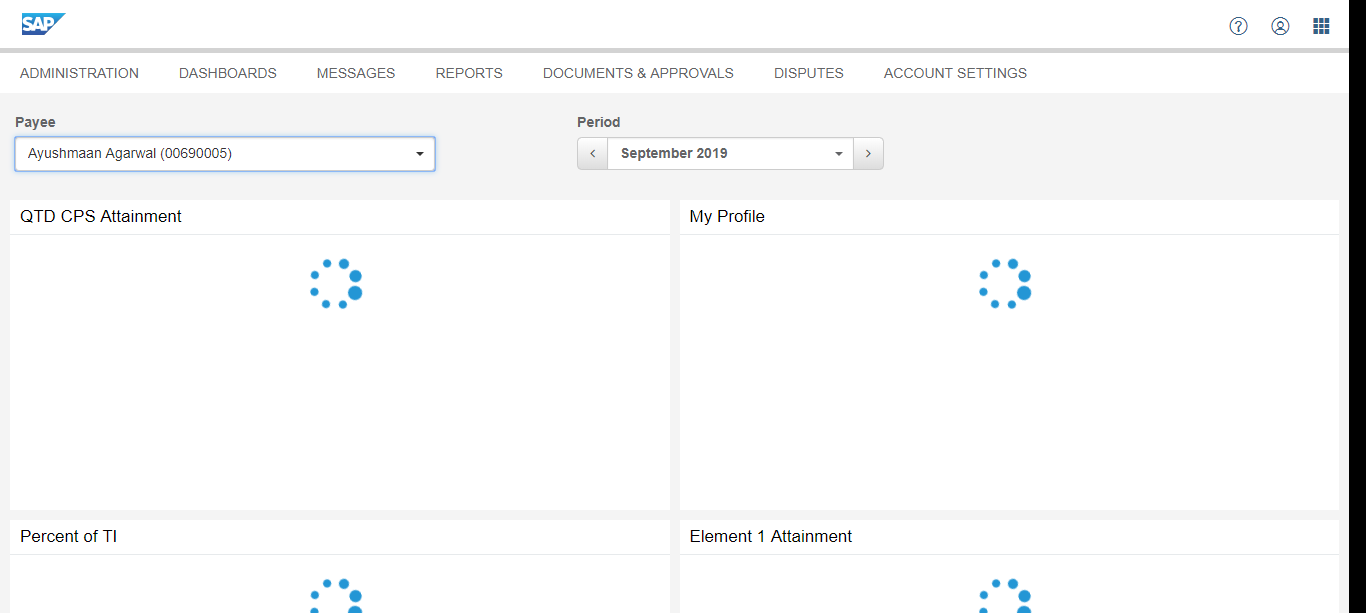 SAP
ADMINISTRATION DASHBOARDS MESSAGES REPORTS DOCUMENTS & APPROVALS DISPUTES ACCOUNT SETTINGS
Payee Period
Ayushmaan Agarwal (00690005) September 2019
QTD CPS Attainment My Profile
Percent of TI Element 1 Attainment